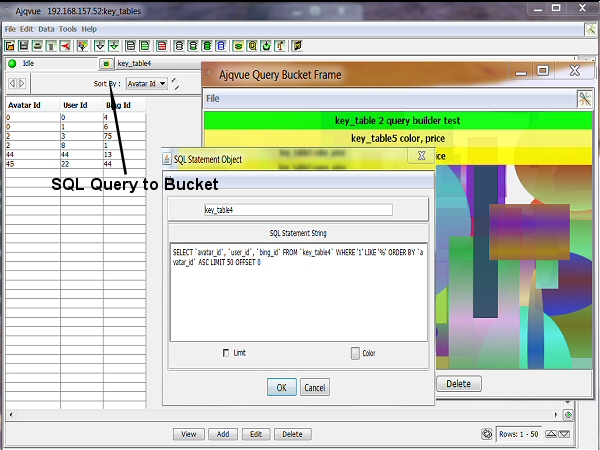 Ajqvue 192.168.157.52:key_tables
File Edit Data Tools Help
Idle
key_table4
Sort By : Avatar Id
Avatar Id User Id Bing Id
0 0 4
0 1 6
2 3 75
2 8 1
44 44 13
45 22 44
SQL Query to Bucket
Ajqvue Query Bucket Frame
File
key_table 2 query builder test
key_table5 color, price
SQL Statement Object
key_table4
SQL Statement String
SELECT `avatar_id`, `user_id`, `bing_id` FROM `key_table4` WHERE '1' LIKE '%' ORDER BY `a
vatar_id` ASC LIMIT 50 OFFSET 0
Limit
Color
OK
Cancel
Delete
View
Add
Edit
Delete
Rows: 1 - 50